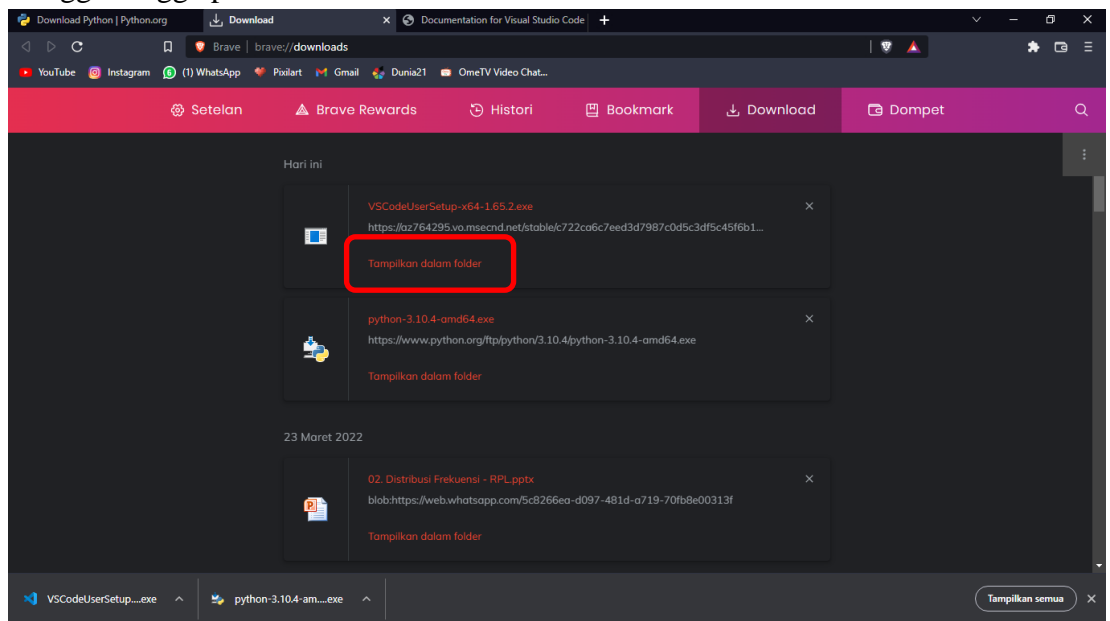 Download Python | Python.org
Download
Documentation for Visual Studio Code
Brave | brave://downloads
YouTube Instagram (1) WhatsApp Pixilart Gmail Dunia21 OmeTV Video Chat...
Setelan Brave Rewards Histori Bookmark Download Dompet
Hari ini
VSCodeUserSetup-x64-1.65.2.exe
https://az764295.vo.msecnd.net/stable/c722ca6c7eed3d7987c0d5c3df5c45f6b1...
Tampilkan dalam folder
python-3.10.4-amd64.exe
https://www.python.org/ftp/python/3.10.4/python-3.10.4-amd64.exe
Tampilkan dalam folder
23 Maret 2022
02. Distribusi Frekuensi - RPL.pptx
blob:https://web.whatsapp.com/5c8266ea-d097-481d-a719-70fb8e00313f
Tampilkan dalam folder
VSCodeUserSetup....exe
python-3.10.4-am....exe
Tampilkan semua